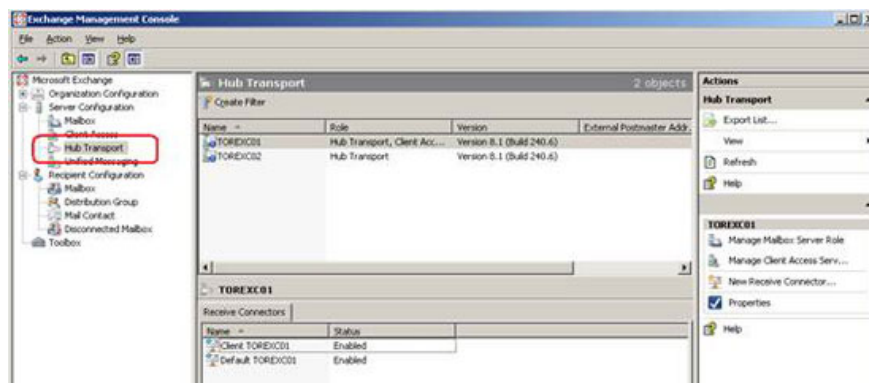 Exchange Management Console
File Action View Help
Microsoft Exchange
Organization Configuration
Server Configuration
Mailbox
Client Access
Hub Transport
Unified Messaging
Recipient Configuration
Mailbox
Distribution Group
Mail Contact
Disconnected Mailbox
Toolbox
Hub Transport 2 objects
Create Filter
Name Role Version External Postmaster Addr.
TOREXC01 Hub Transport, Client Acc... Version 8.1 (Build 240.6)
TOREXC02 Hub Transport Version 8.1 (Build 240.6)
TOREXC01
Receive Connectors
Name Status
Client TOREXC01 Enabled
Default TOREXC01 Enabled
Actions
Hub Transport
Export List...
View
Refresh
Help
TOREXC01
Manage Mailbox Server Role
Manage Client Access Serv...
New Receive Connector...
Properties
Help